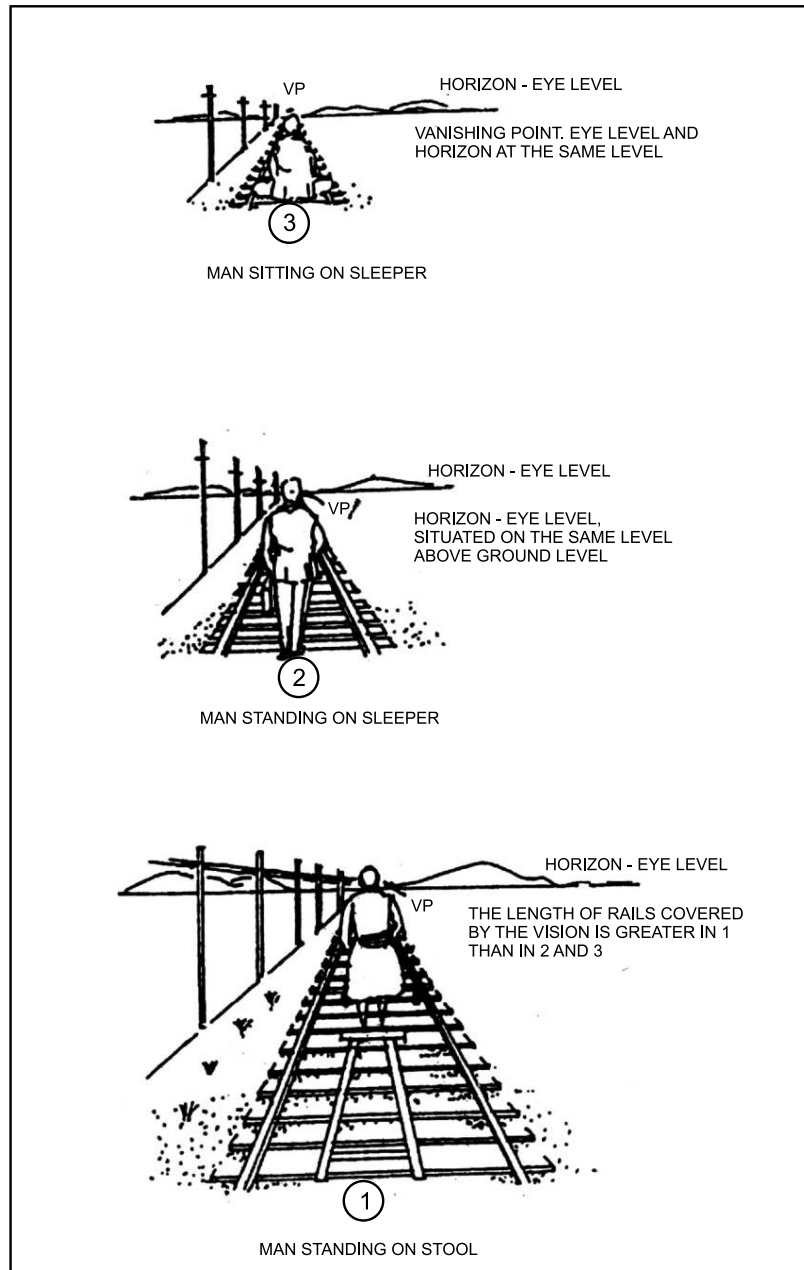 VP
HORIZON - EYE LEVEL
VANISHING POINT. EYE LEVEL AND
HORIZON AT THE SAME LEVEL
3
MAN SITTING ON SLEEPER
HORIZON - EYE LEVEL
VP
HORIZON - EYE LEVEL,
SITUATED ON THE SAME LEVEL
ABOVE GROUND LEVEL
2
MAN STANDING ON SLEEPER
HORIZON - EYE LEVEL
VP
THE LENGTH OF RAILS COVERED
BY THE VISION IS GREATER IN 1
THAN IN 2 AND 3
1
MAN STANDING ON STOOL